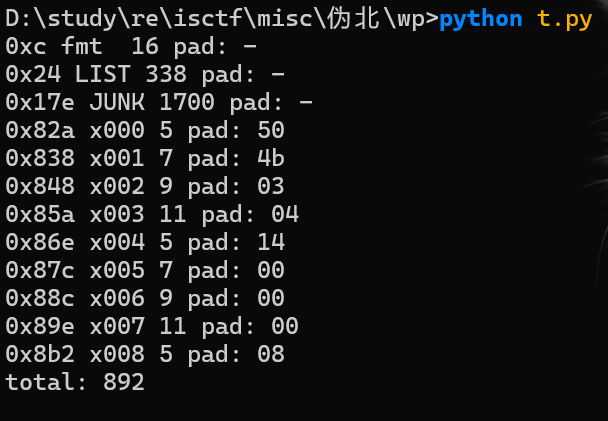 D:\study\re\isctf\misc\伪北\wp>python t.py
0xc fmt  16 pad: -
0x24 LIST 338 pad: -
0x17e JUNK 1700 pad: -
0x82a x000 5 pad: 50
0x838 x001 7 pad: 4b
0x848 x002 9 pad: 03
0x85a x003 11 pad: 04
0x86e x004 5 pad: 14
0x87c x005 7 pad: 00
0x88c x006 9 pad: 00
0x89e x007 11 pad: 00
0x8b2 x008 5 pad: 08
total: 892